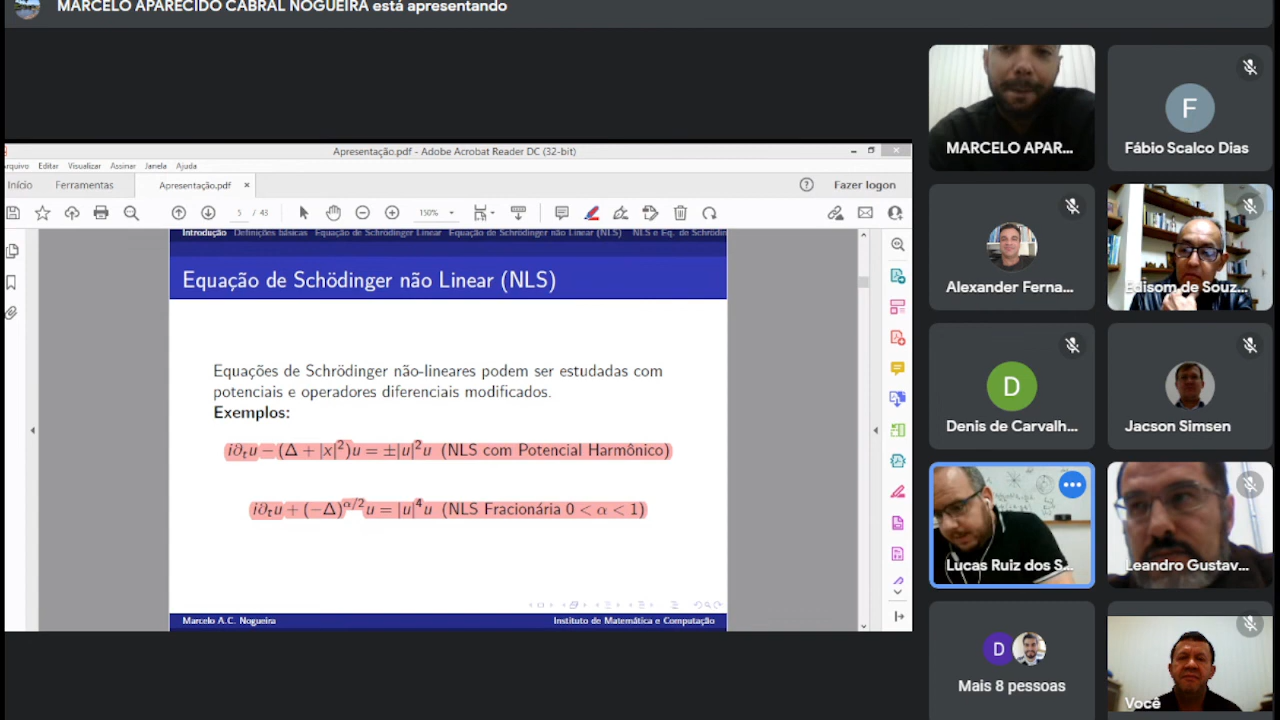 MARCELO APARECIDO CABRAL NOGUEIRA está apresentando
Apresentação.pdf - Adobe Acrobat Reader DC (32-bit)
Editar Visualizar Assinar Janela Ajuda
Início Ferramentas Apresentação.pdf × Fazer logon
5 / 43 150%
Introdução Definições básicas Equação de Schrödinger Linear Equação de Schrödinger não Linear (NLS)
Equação de Schödinger não Linear (NLS)
Equações de Schrödinger não-lineares podem ser estudadas com
potenciais e operadores diferenciais modificados.
Exemplos:
i∂ₜu − (Δ + |x|²)u = ±|u|²u (NLS com Potencial Harmônico)
i∂ₜu + (−Δ)^{α/2}u = |u|⁴u (NLS Fracionária 0 < α < 1)
Marcelo A.C. Nogueira Instituto de Matemática e Computação
MARCELO APAR...
F
Fábio Scalco Dias
Alexander Ferna...
Edisom de Souz...
D
Denis de Carvalh...
Jacson Simsen
Lucas Ruiz dos S...
Leandro Gustav...
D
Mais 8 pessoas
Você